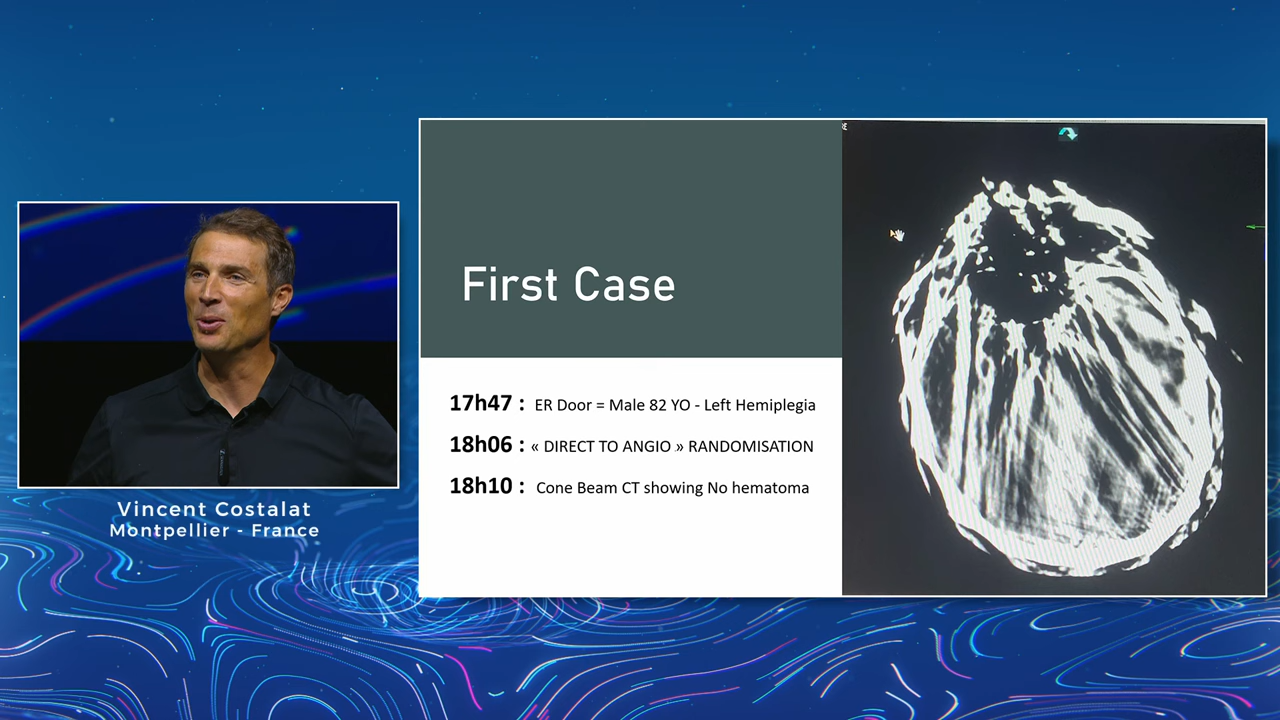 First Case
17h47 : ER Door = Male 82 YO - Left Hemiplegia
18h06 : « DIRECT TO ANGIO » RANDOMISATION
18h10 : Cone Beam CT showing No hematoma
Vincent Costalat
Montpellier - France